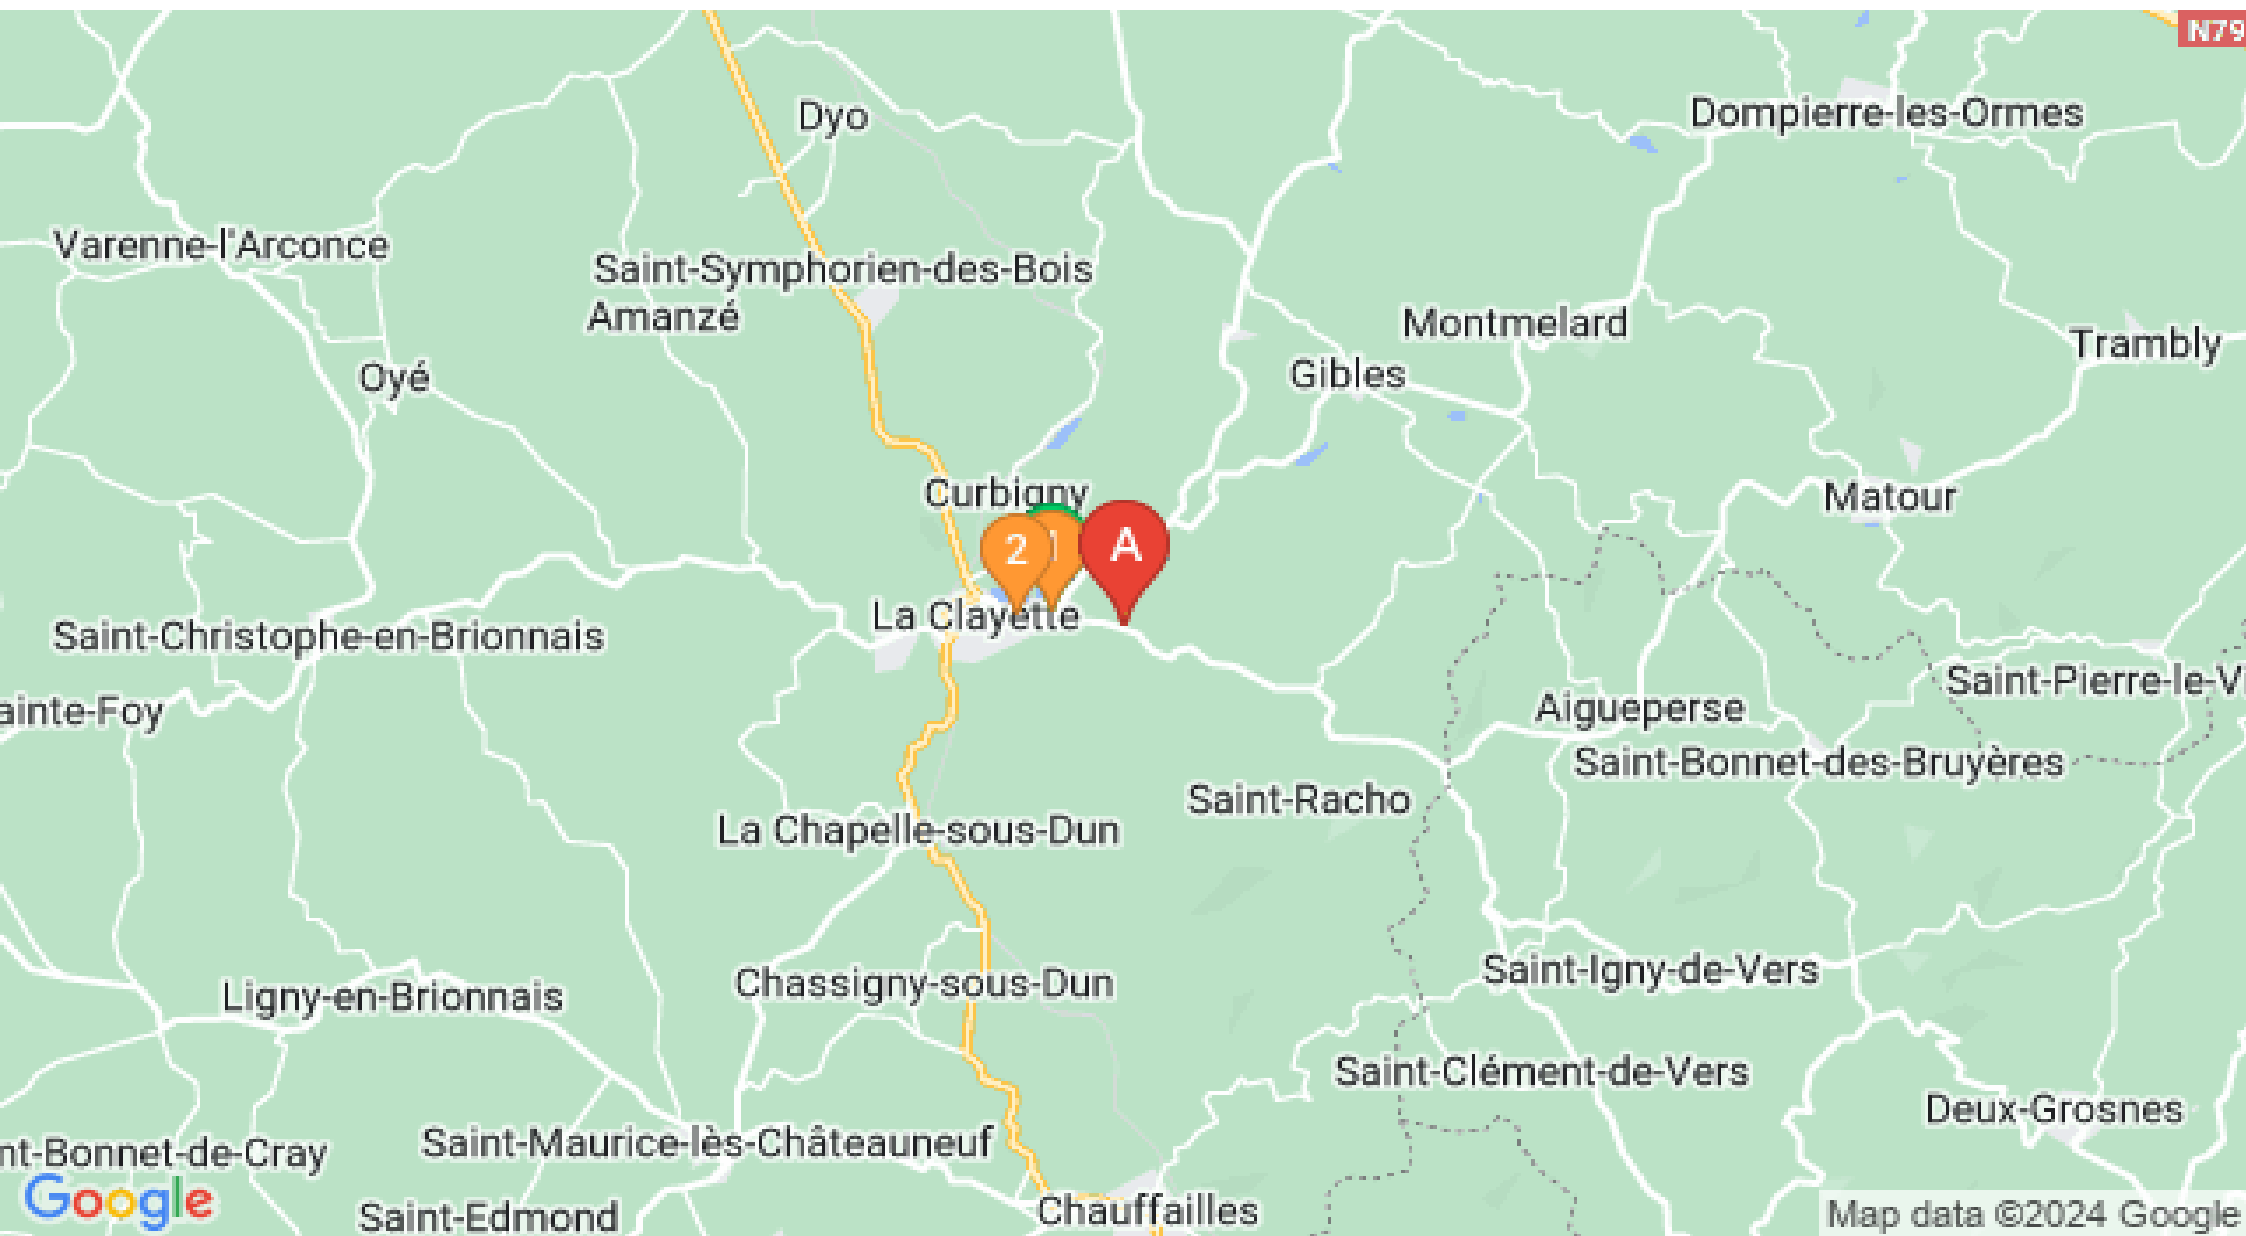 N79
Dyo
Dompierre-les-Ormes
Varenne-l'Arconce
Saint-Symphorien-des-Bois
Amanzé
Montmelard
Trambly
Oyé
Gibles
Curbigny
Matour
2
1
A
La Clayette
Saint-Christophe-en-Brionnais
Saint-Pierre-le-V
ainte-Foy
Aigueperse
Saint-Bonnet-des-Bruyères
Saint-Racho
La Chapelle-sous-Dun
Saint-Igny-de-Vers
Chassigny-sous-Dun
Ligny-en-Brionnais
Saint-Clément-de-Vers
Deux-Grosnes
Saint-Maurice-lès-Châteauneuf
nt-Bonnet-de-Cray
Google
Saint-Edmond
Chauffailles
Map data ©2024 Google